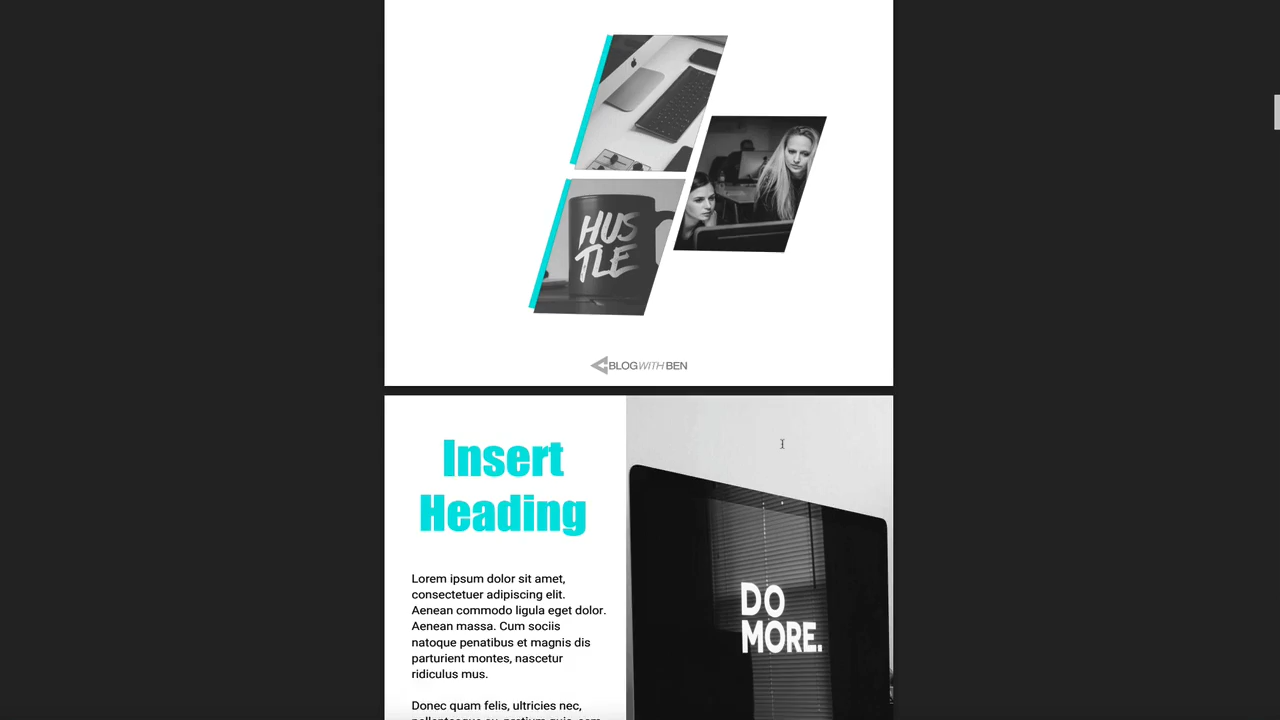 HUS
TLE
BLOGWITHBEN
Insert
Heading
Lorem ipsum dolor sit amet,
consectetuer adipiscing elit.
Aenean commodo ligula eget dolor.
Aenean massa. Cum sociis
natoque penatibus et magnis dis
parturient montes, nascetur
ridiculus mus.
Donec quam felis, ultricies nec,
DO
MORE.